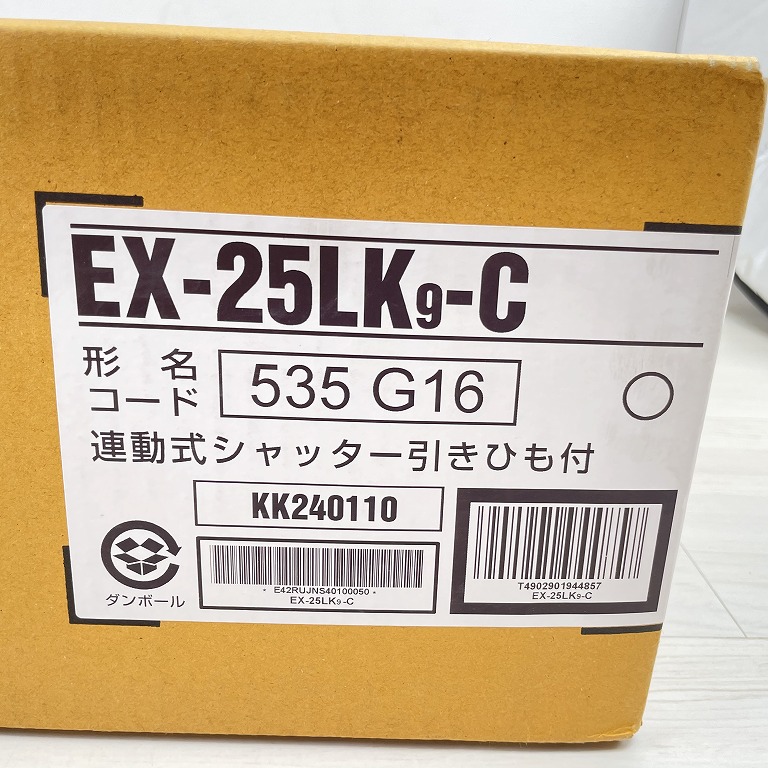 EX-25LK9-C
形名
コード
535 G16
連動式シャッター引きひも付
KK240110
ダンボール
* E42RUJNS40100050 *
EX-25LK9-C
T4902901944857
EX-25LK9-C